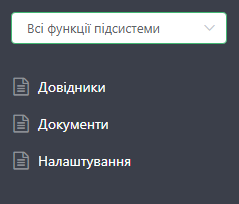 Всі функції підсистеми
Довідники
Документи
Налаштування